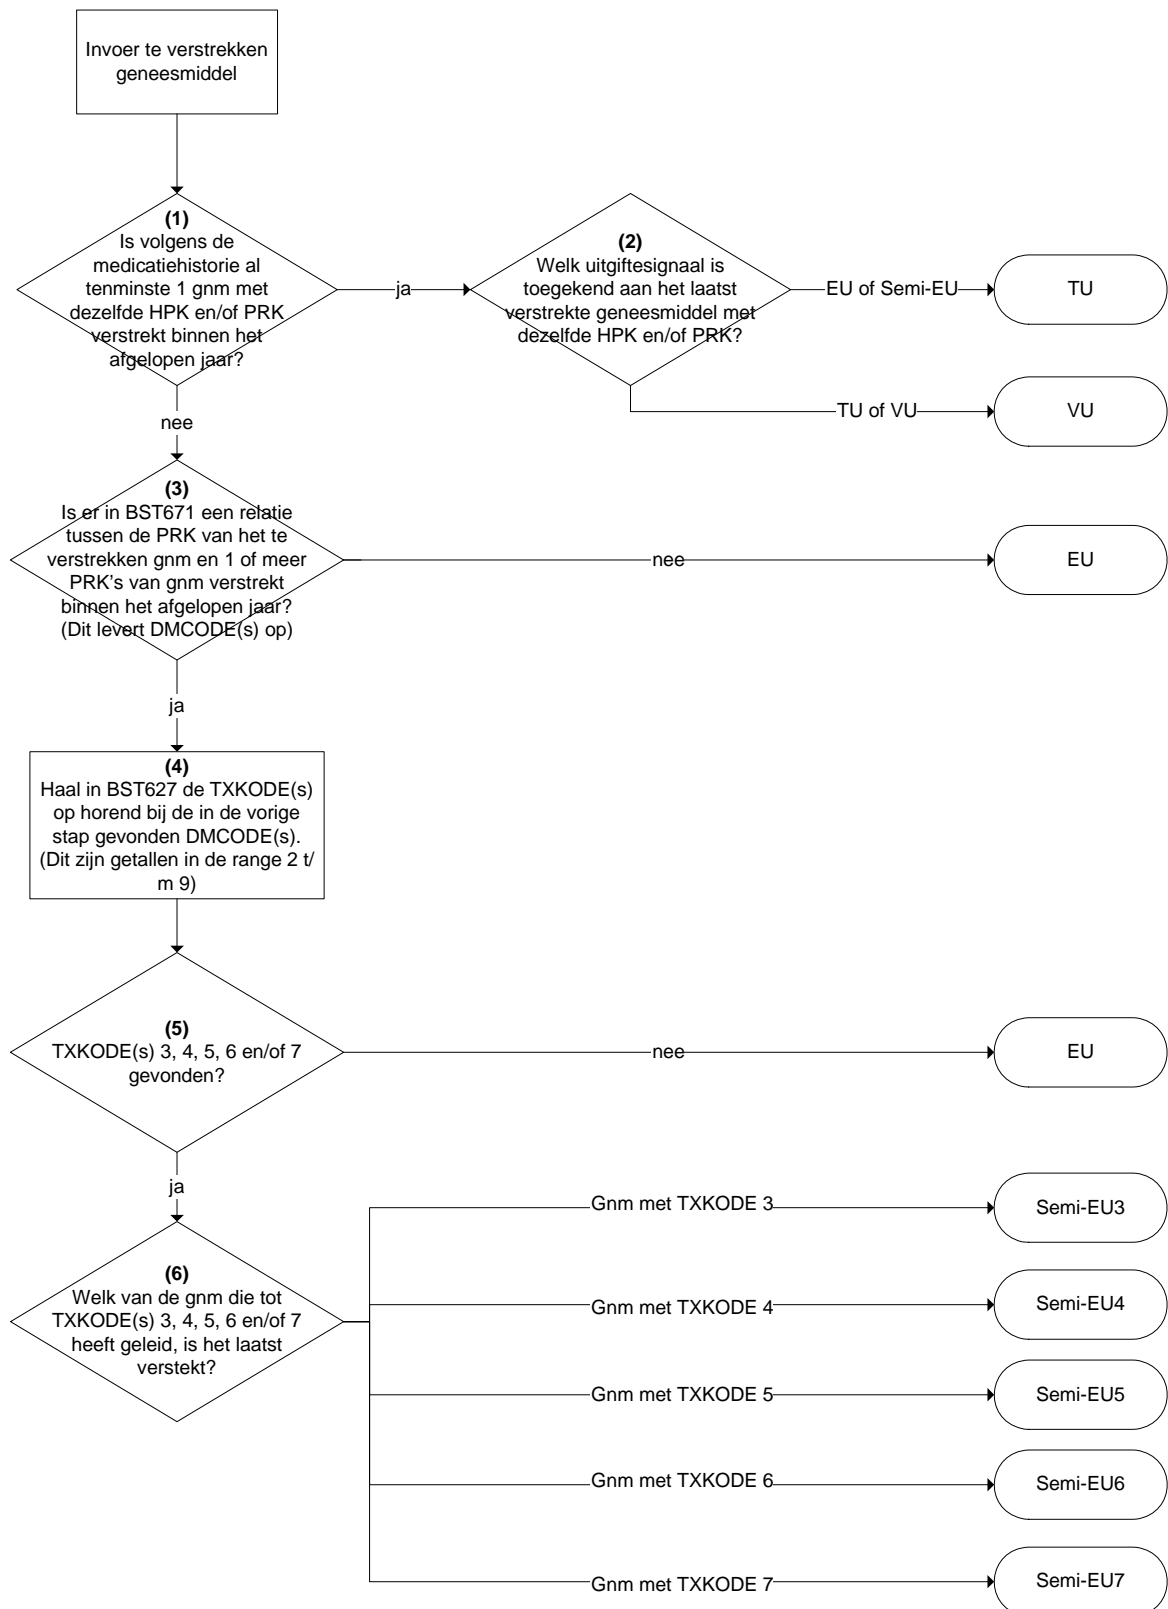 Invoer te verstrekken
geneesmiddel
(1)
Is volgens de
medicatiehistorie al
tenminste 1 gnm met
dezelfde HPK en/of PRK
verstrekt binnen het
afgelopen jaar?
ja
(2)
Welk uitgiftesignaal is
toegekend aan het laatst
verstrekte geneesmiddel met
dezelfde HPK en/of PRK?
EU of Semi-EU
TU
TU of VU
VU
nee
(3)
Is er in BST671 een relatie
tussen de PRK van het te
verstrekken gnm en 1 of meer
PRK's van gnm verstrekt
binnen het afgelopen jaar?
(Dit levert DMCODE(s) op)
nee
EU
ja
(4)
Haal in BST627 de TXKODE(s)
op horend bij de in de vorige
stap gevonden DMCODE(s).
(Dit zijn getallen in de range 2 t/
m 9)
(5)
TXKODE(s) 3, 4, 5, 6 en/of 7
gevonden?
nee
EU
ja
(6)
Welk van de gnm die tot
TXKODE(s) 3, 4, 5, 6 en/of 7
heeft geleid, is het laatst
verstekt?
Gnm met TXKODE 3
Semi-EU3
Gnm met TXKODE 4
Semi-EU4
Gnm met TXKODE 5
Semi-EU5
Gnm met TXKODE 6
Semi-EU6
Gnm met TXKODE 7
Semi-EU7